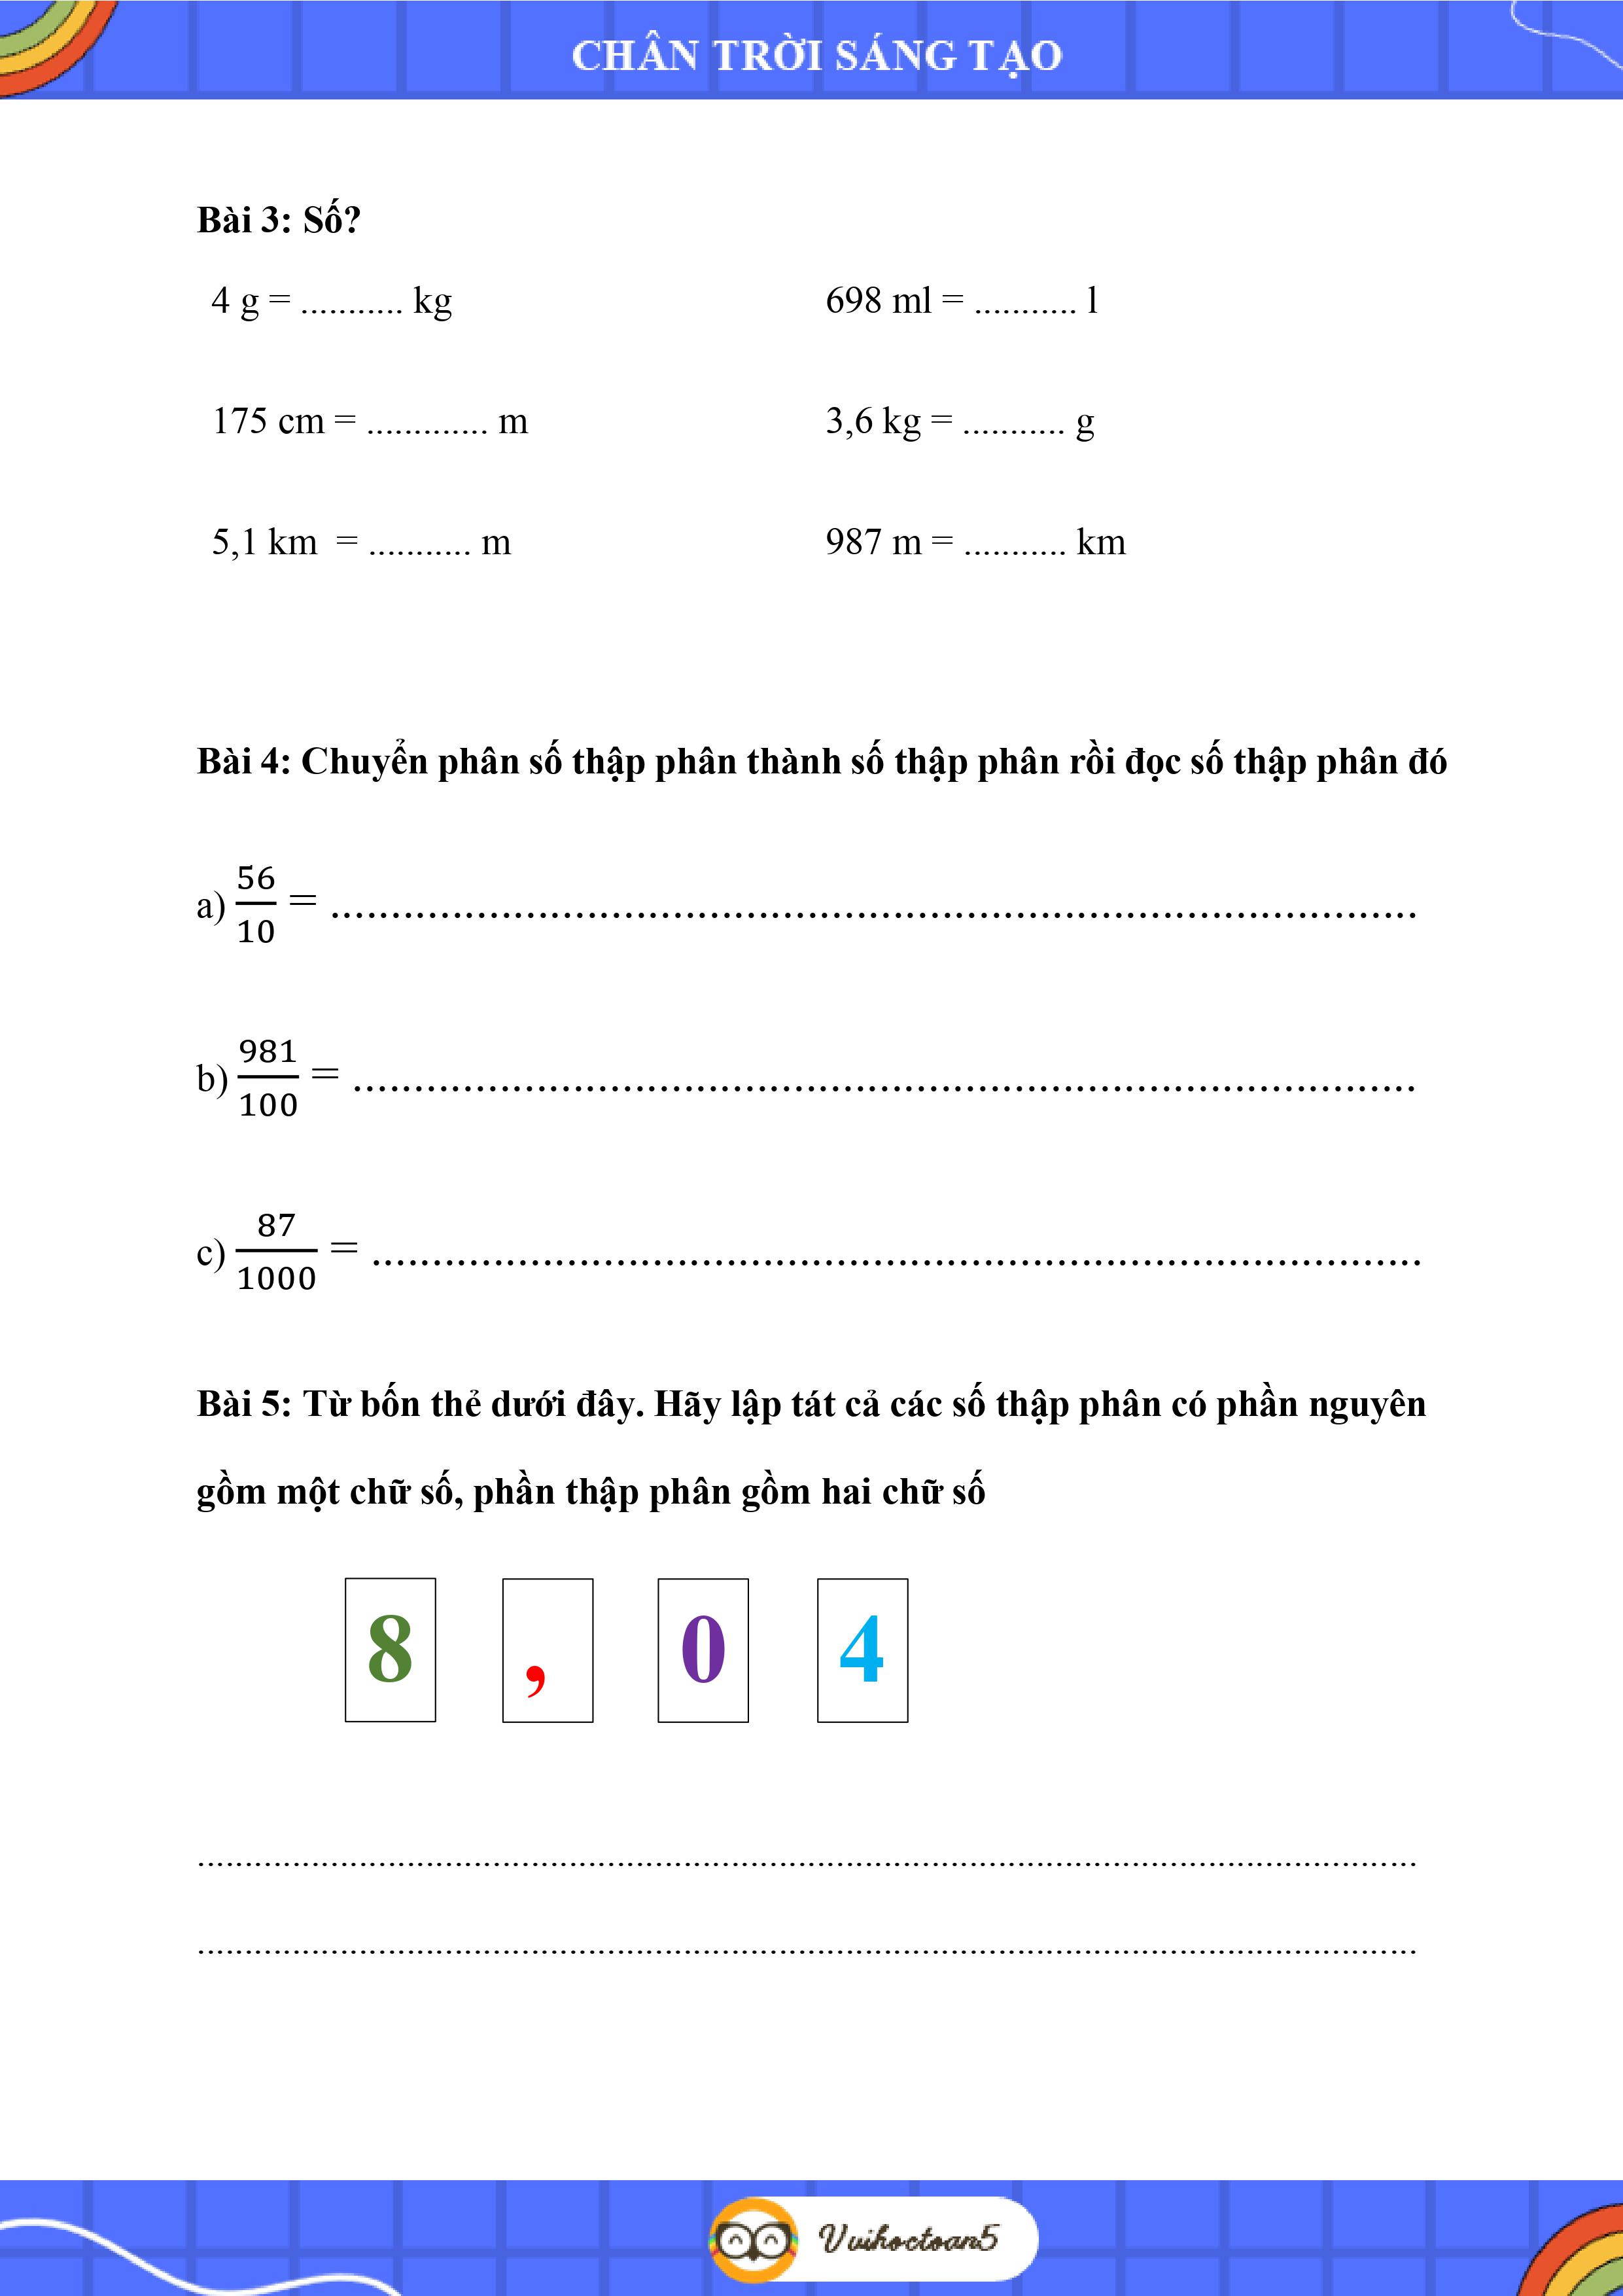 CHÂN TRỜI SÁNG TẠO
Bài 3: Số?
4 g = ........... kg
698 ml = ........... l
175 cm = ............. m
3,6 kg = ........... g
5,1 km = ........... m
987 m = ........... km
Bài 4: Chuyển phân số thập phân thành số thập phân rồi đọc số thập phân đó
a) 56/10 = ..........................................................................................
b) 981/100 = ........................................................................................
c) 87/1000 = .......................................................................................
Bài 5: Từ bốn thẻ dưới đây. Hãy lập tát cả các số thập phân có phần nguyên
gồm một chữ số, phần thập phân gồm hai chữ số
8 , 0 4
................................................................................................................................
................................................................................................................................
Vuihoctoan5